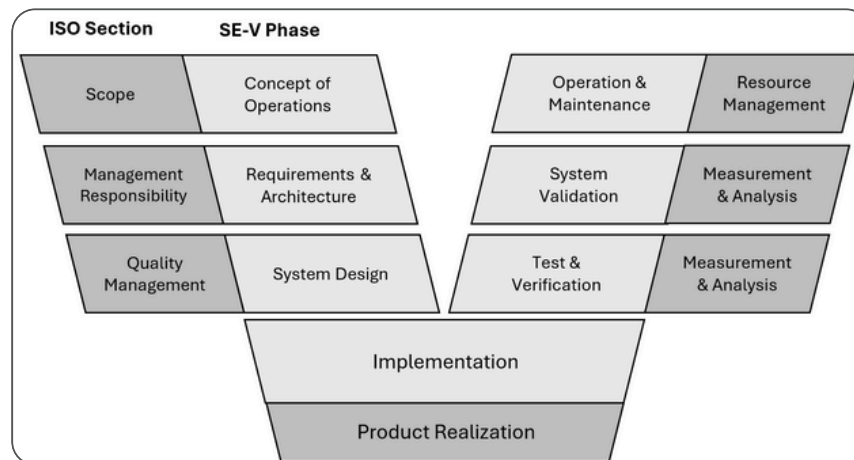 ISO Section
SE-V Phase
Scope
Concept of
Operations
Operation &
Maintenance
Resource
Management
Management
Responsibility
Requirements &
Architecture
System
Validation
Measurement
& Analysis
Quality
Management
System Design
Test &
Verification
Measurement
& Analysis
Implementation
Product Realization